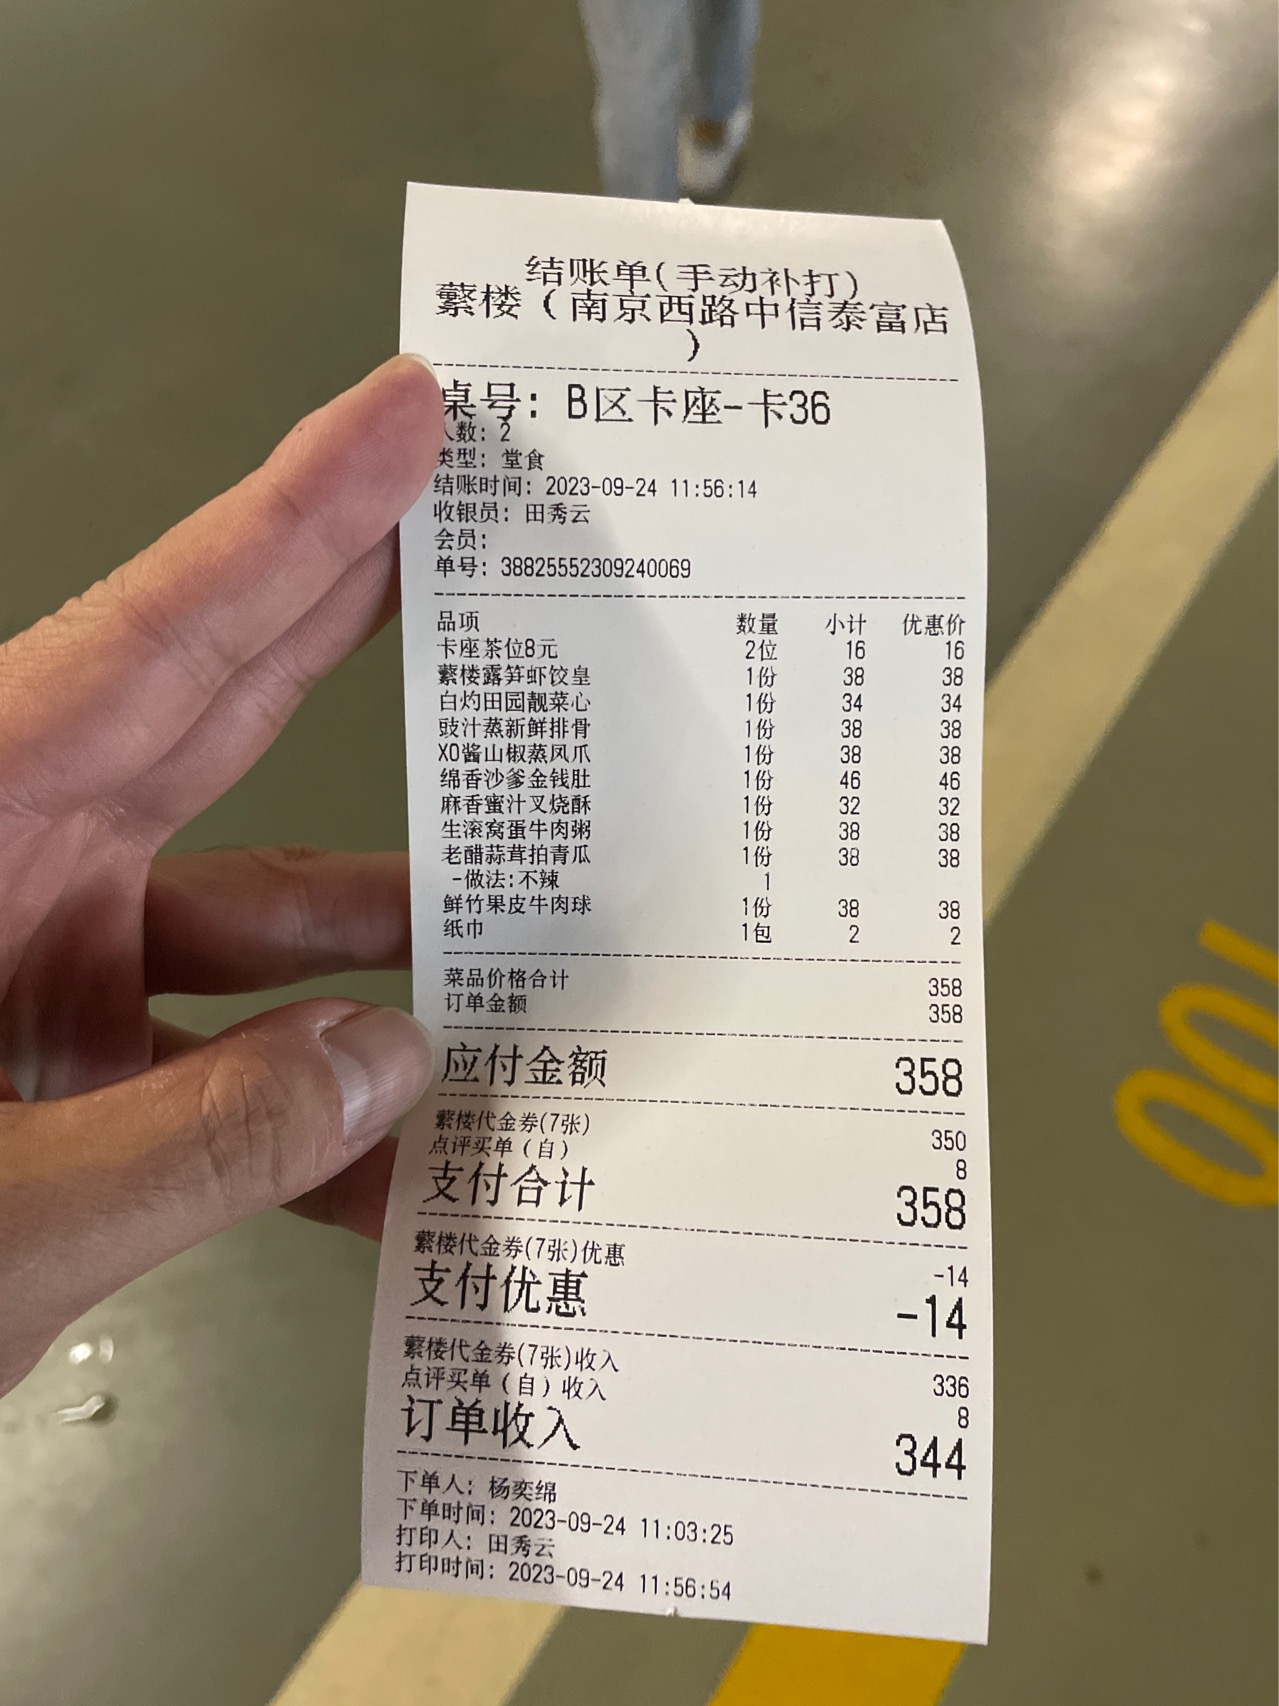 结账单(手动补打)
蘩楼（南京西路中信泰富店
）
桌号: B区卡座-卡36
人数: 2
类型: 堂食
结账时间: 2023-09-24 11:56:14
收银员: 田秀云
会员:
单号: 38825552309240069
品项 数量 小计 优惠价
卡座茶位8元 2位 16 16
蘩楼露笋虾饺皇 1份 38 38
白灼田园靓菜心 1份 34 34
豉汁蒸新鲜排骨 1份 38 38
XO酱山椒蒸凤爪 1份 38 38
绵香沙爹金钱肚 1份 46 46
麻香蜜汁叉烧酥 1份 32 32
生滚窝蛋牛肉粥 1份 38 38
老醋蒜茸拍青瓜 1份 38 38
-做法:不辣 1
鲜竹果皮牛肉球 1份 38 38
纸巾 1包 2 2
菜品价格合计 358
订单金额 358
应付金额 358
蘩楼代金券(7张) 350
点评买单（自） 8
支付合计 358
蘩楼代金券(7张)优惠 -14
支付优惠 -14
蘩楼代金券(7张)收入 336
点评买单（自）收入 8
订单收入 344
下单人: 杨奕绵
下单时间: 2023-09-24 11:03:25
打印人: 田秀云
打印时间: 2023-09-24 11:56:54